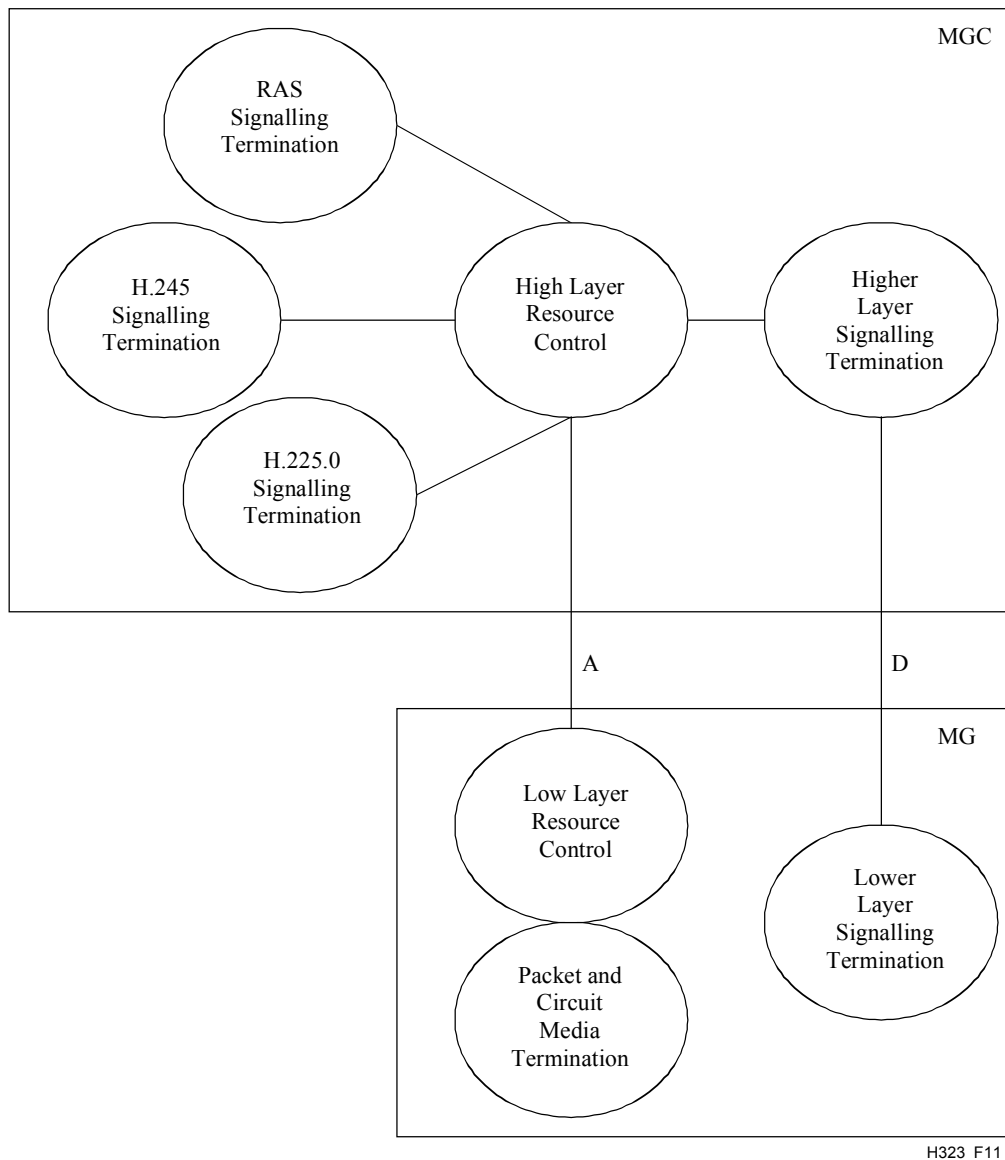 MGC
RAS
Signalling
Termination
H.245
Signalling
Termination
High Layer
Resource
Control
Higher
Layer
Signalling
Termination
H.225.0
Signalling
Termination
A
D
MG
Low Layer
Resource
Control
Lower
Layer
Signalling
Termination
Packet and
Circuit
Media
Termination
H323_F11